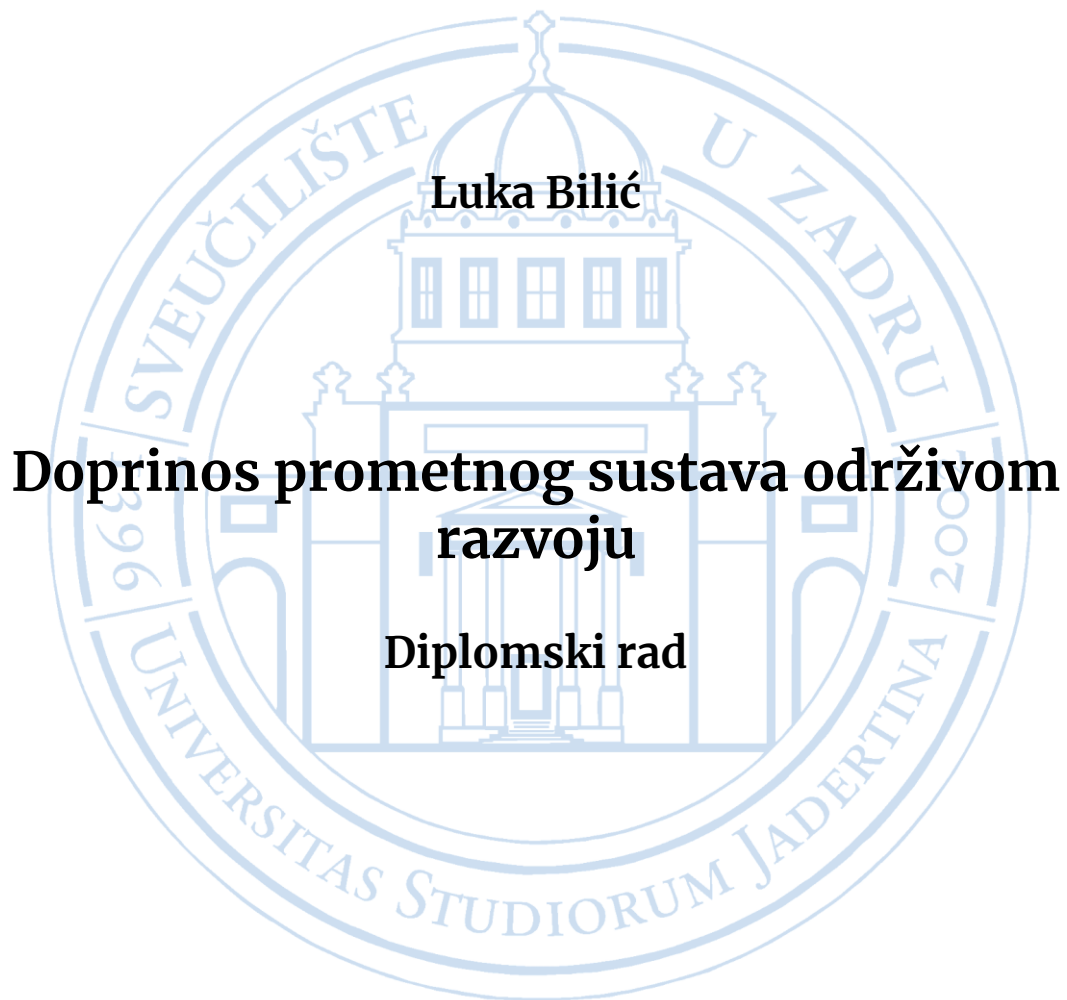 SVEUČILIŠTE U ZADRU
Luka Bilić
Doprinos prometnog sustava održivom
razvoju
Diplomski rad
1396
2002
UNIVERSITAS STUDIORUM JADERTINA